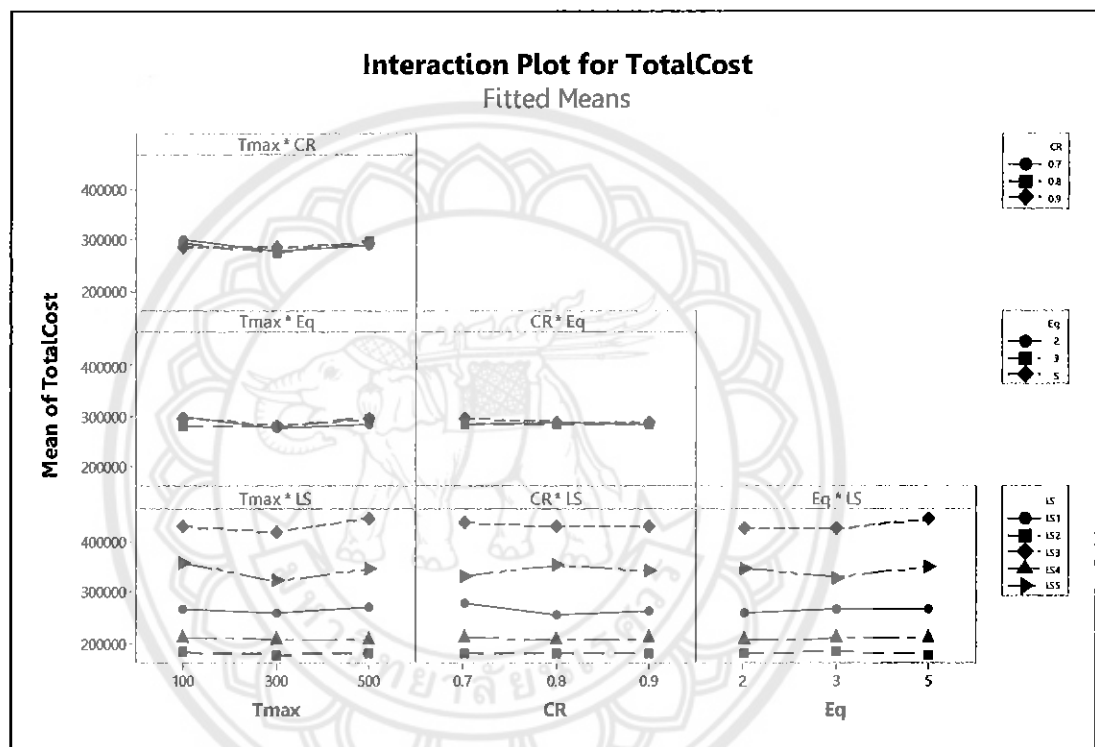 Interaction Plot for TotalCost
Fitted Means
Tmax * CR
CR
0.7
0.8
0.9
400000
300000
200000
Tmax * Eq
CR * Eq
Eq
2
3
5
400000
300000
200000
Mean of TotalCost
Tmax * LS
CR * LS
Eq * LS
LS
LS1
LS2
LS3
LS4
LS5
400000
300000
200000
100 300 500 0.7 0.8 0.9 2 3 5
Tmax CR Eq